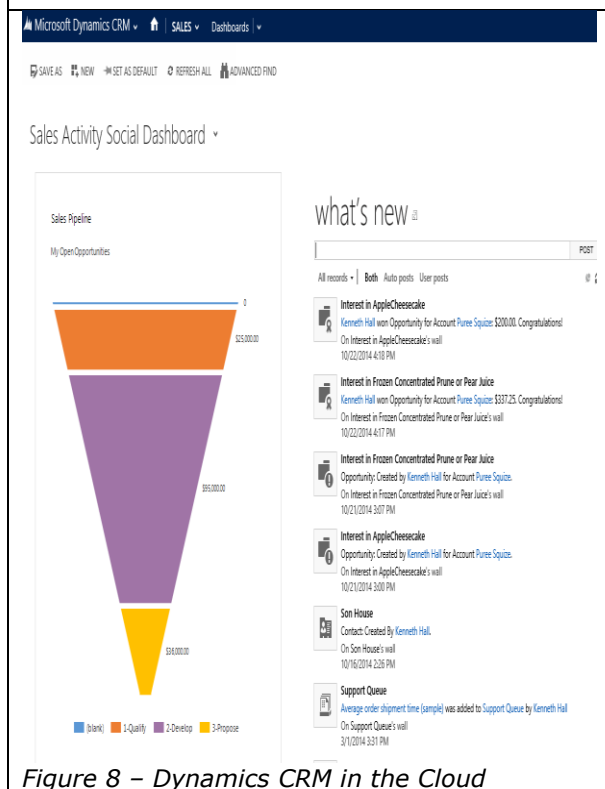 Microsoft Dynamics CRM SALES Dashboards
SAVE AS NEW SET AS DEFAULT REFRESH ALL ADVANCED FIND
Sales Activity Social Dashboard
Sales Pipeline
My Open Opportunities
0
$25,000.00
$95,000.00
$36,000.00
(blank) 1-Qualify 2-Develop 3-Propose
what's new
POST
All records Both Auto posts User posts
Interest in AppleCheesecake
Kenneth Hall won Opportunity for Account Puree Squize: $200.00. Congratulations!
On Interest in AppleCheesecake's wall
10/22/2014 4:18 PM
Interest in Frozen Concentrated Prune or Pear Juice
Kenneth Hall won Opportunity for Account Puree Squize: $337.25. Congratulations!
On Interest in Frozen Concentrated Prune or Pear Juice's wall
10/22/2014 4:17 PM
Interest in Frozen Concentrated Prune or Pear Juice
Opportunity: Created by Kenneth Hall for Account Puree Squize.
On Interest in Frozen Concentrated Prune or Pear Juice's wall
10/21/2014 3:07 PM
Interest in AppleCheesecake
Opportunity: Created by Kenneth Hall for Account Puree Squize.
On Interest in AppleCheesecake's wall
10/21/2014 3:00 PM
Son House
Contact: Created By Kenneth Hall.
On Son House's wall
10/16/2014 2:26 PM
Support Queue
Average order shipment time (sample) was added to Support Queue by Kenneth Hall
On Support Queue's wall
3/1/2014 3:31 PM
Figure 8 – Dynamics CRM in the Cloud